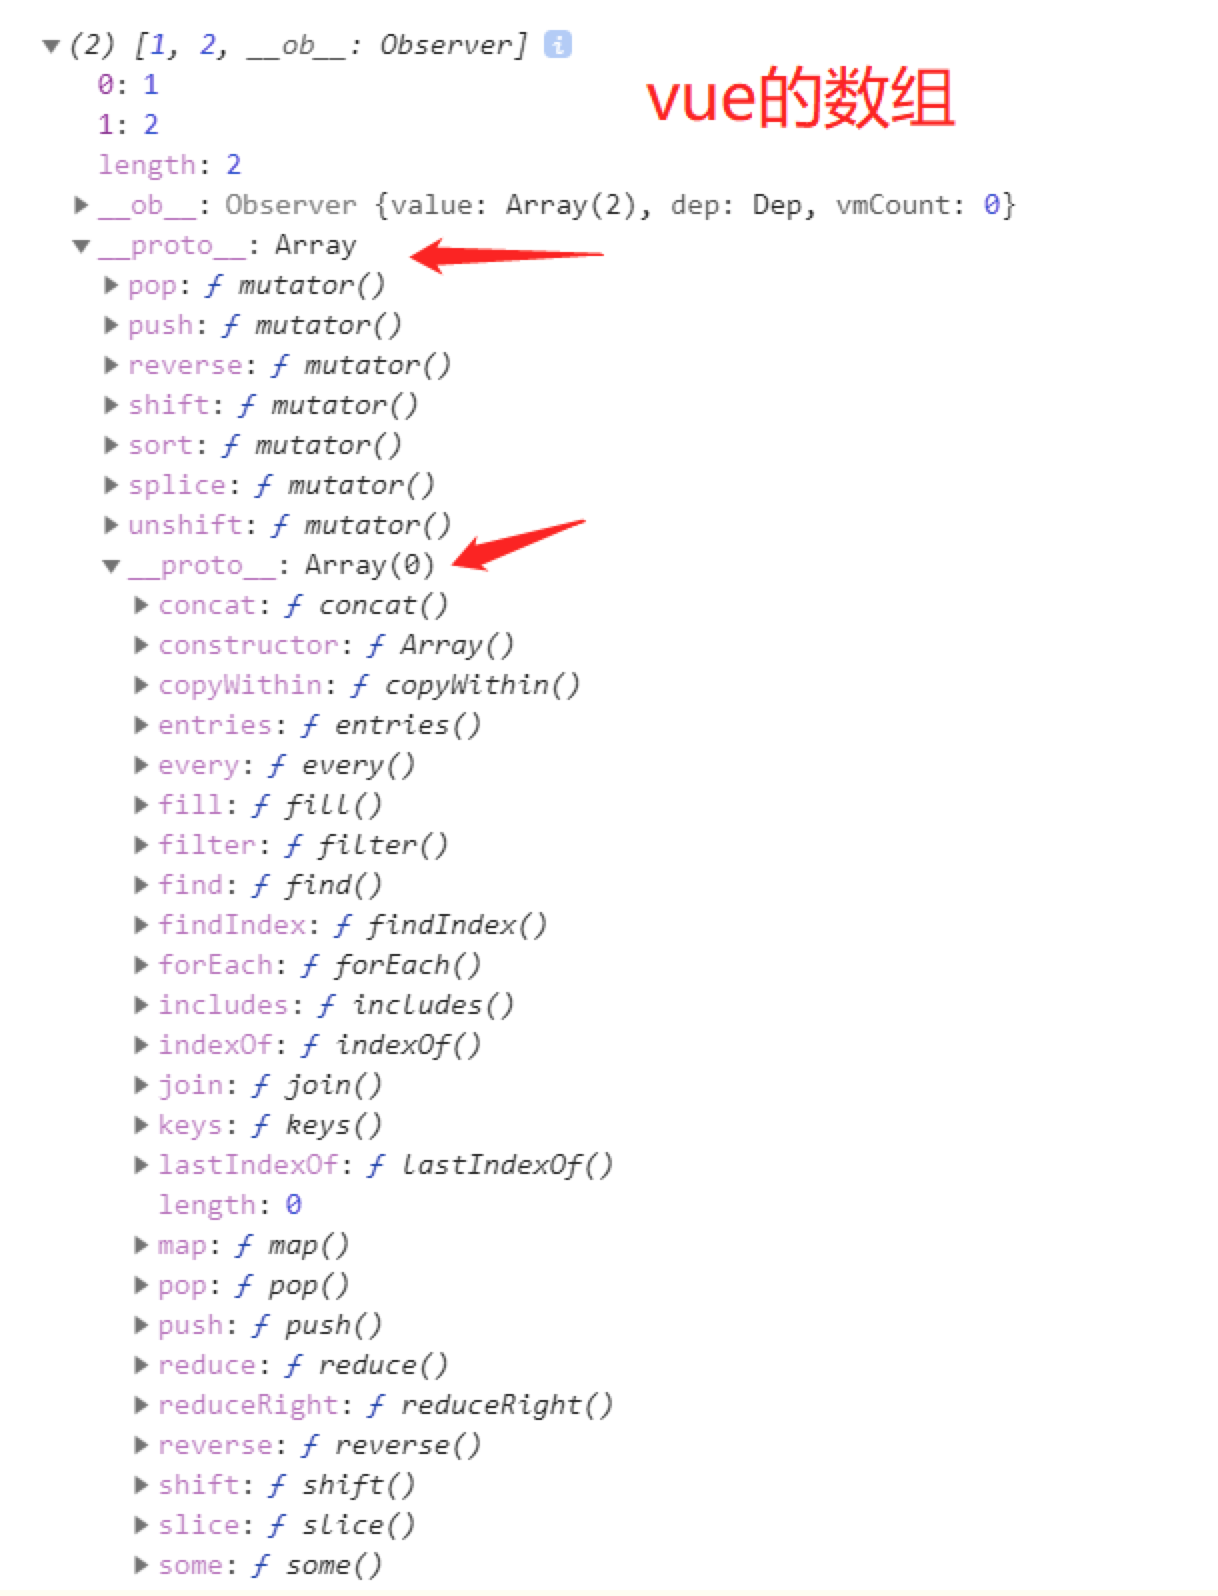 (2) [1, 2, __ob__: Observer] i
0: 1
vue的数组
1: 2
length: 2
__ob__: Observer {value: Array(2), dep: Dep, vmCount: 0}
__proto__: Array
pop: ƒ mutator()
push: ƒ mutator()
reverse: ƒ mutator()
shift: ƒ mutator()
sort: ƒ mutator()
splice: ƒ mutator()
unshift: ƒ mutator()
__proto__: Array(0)
concat: ƒ concat()
constructor: ƒ Array()
copyWithin: ƒ copyWithin()
entries: ƒ entries()
every: ƒ every()
fill: ƒ fill()
filter: ƒ filter()
find: ƒ find()
findIndex: ƒ findIndex()
forEach: ƒ forEach()
includes: ƒ includes()
indexOf: ƒ indexOf()
join: ƒ join()
keys: ƒ keys()
lastIndexOf: ƒ lastIndexOf()
length: 0
map: ƒ map()
pop: ƒ pop()
push: ƒ push()
reduce: ƒ reduce()
reduceRight: ƒ reduceRight()
reverse: ƒ reverse()
shift: ƒ shift()
slice: ƒ slice()
some: ƒ some()